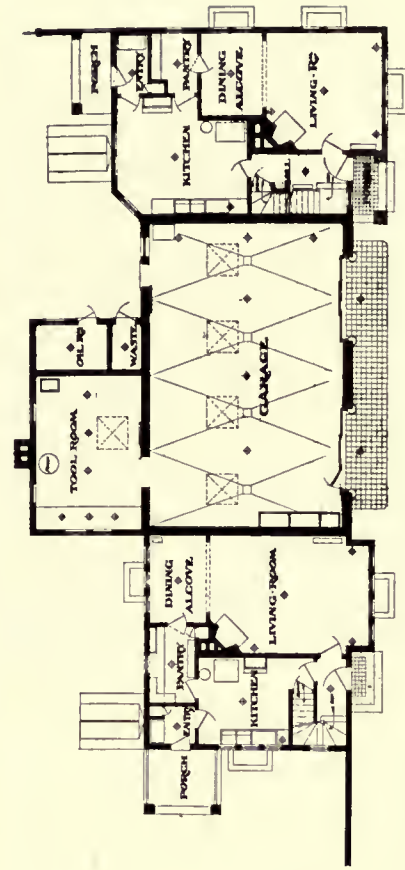 PORCH
ENTRY
PANTRY
DINING
ALCOVE
LIVING-RM
KITCHEN
HALL
PORCH
OIL RM
WASTE
TOOL ROOM
GARAGE
DINING
ALCOVE
LIVING-ROOM
PANTRY
KITCHEN
ENTRY
PORCH